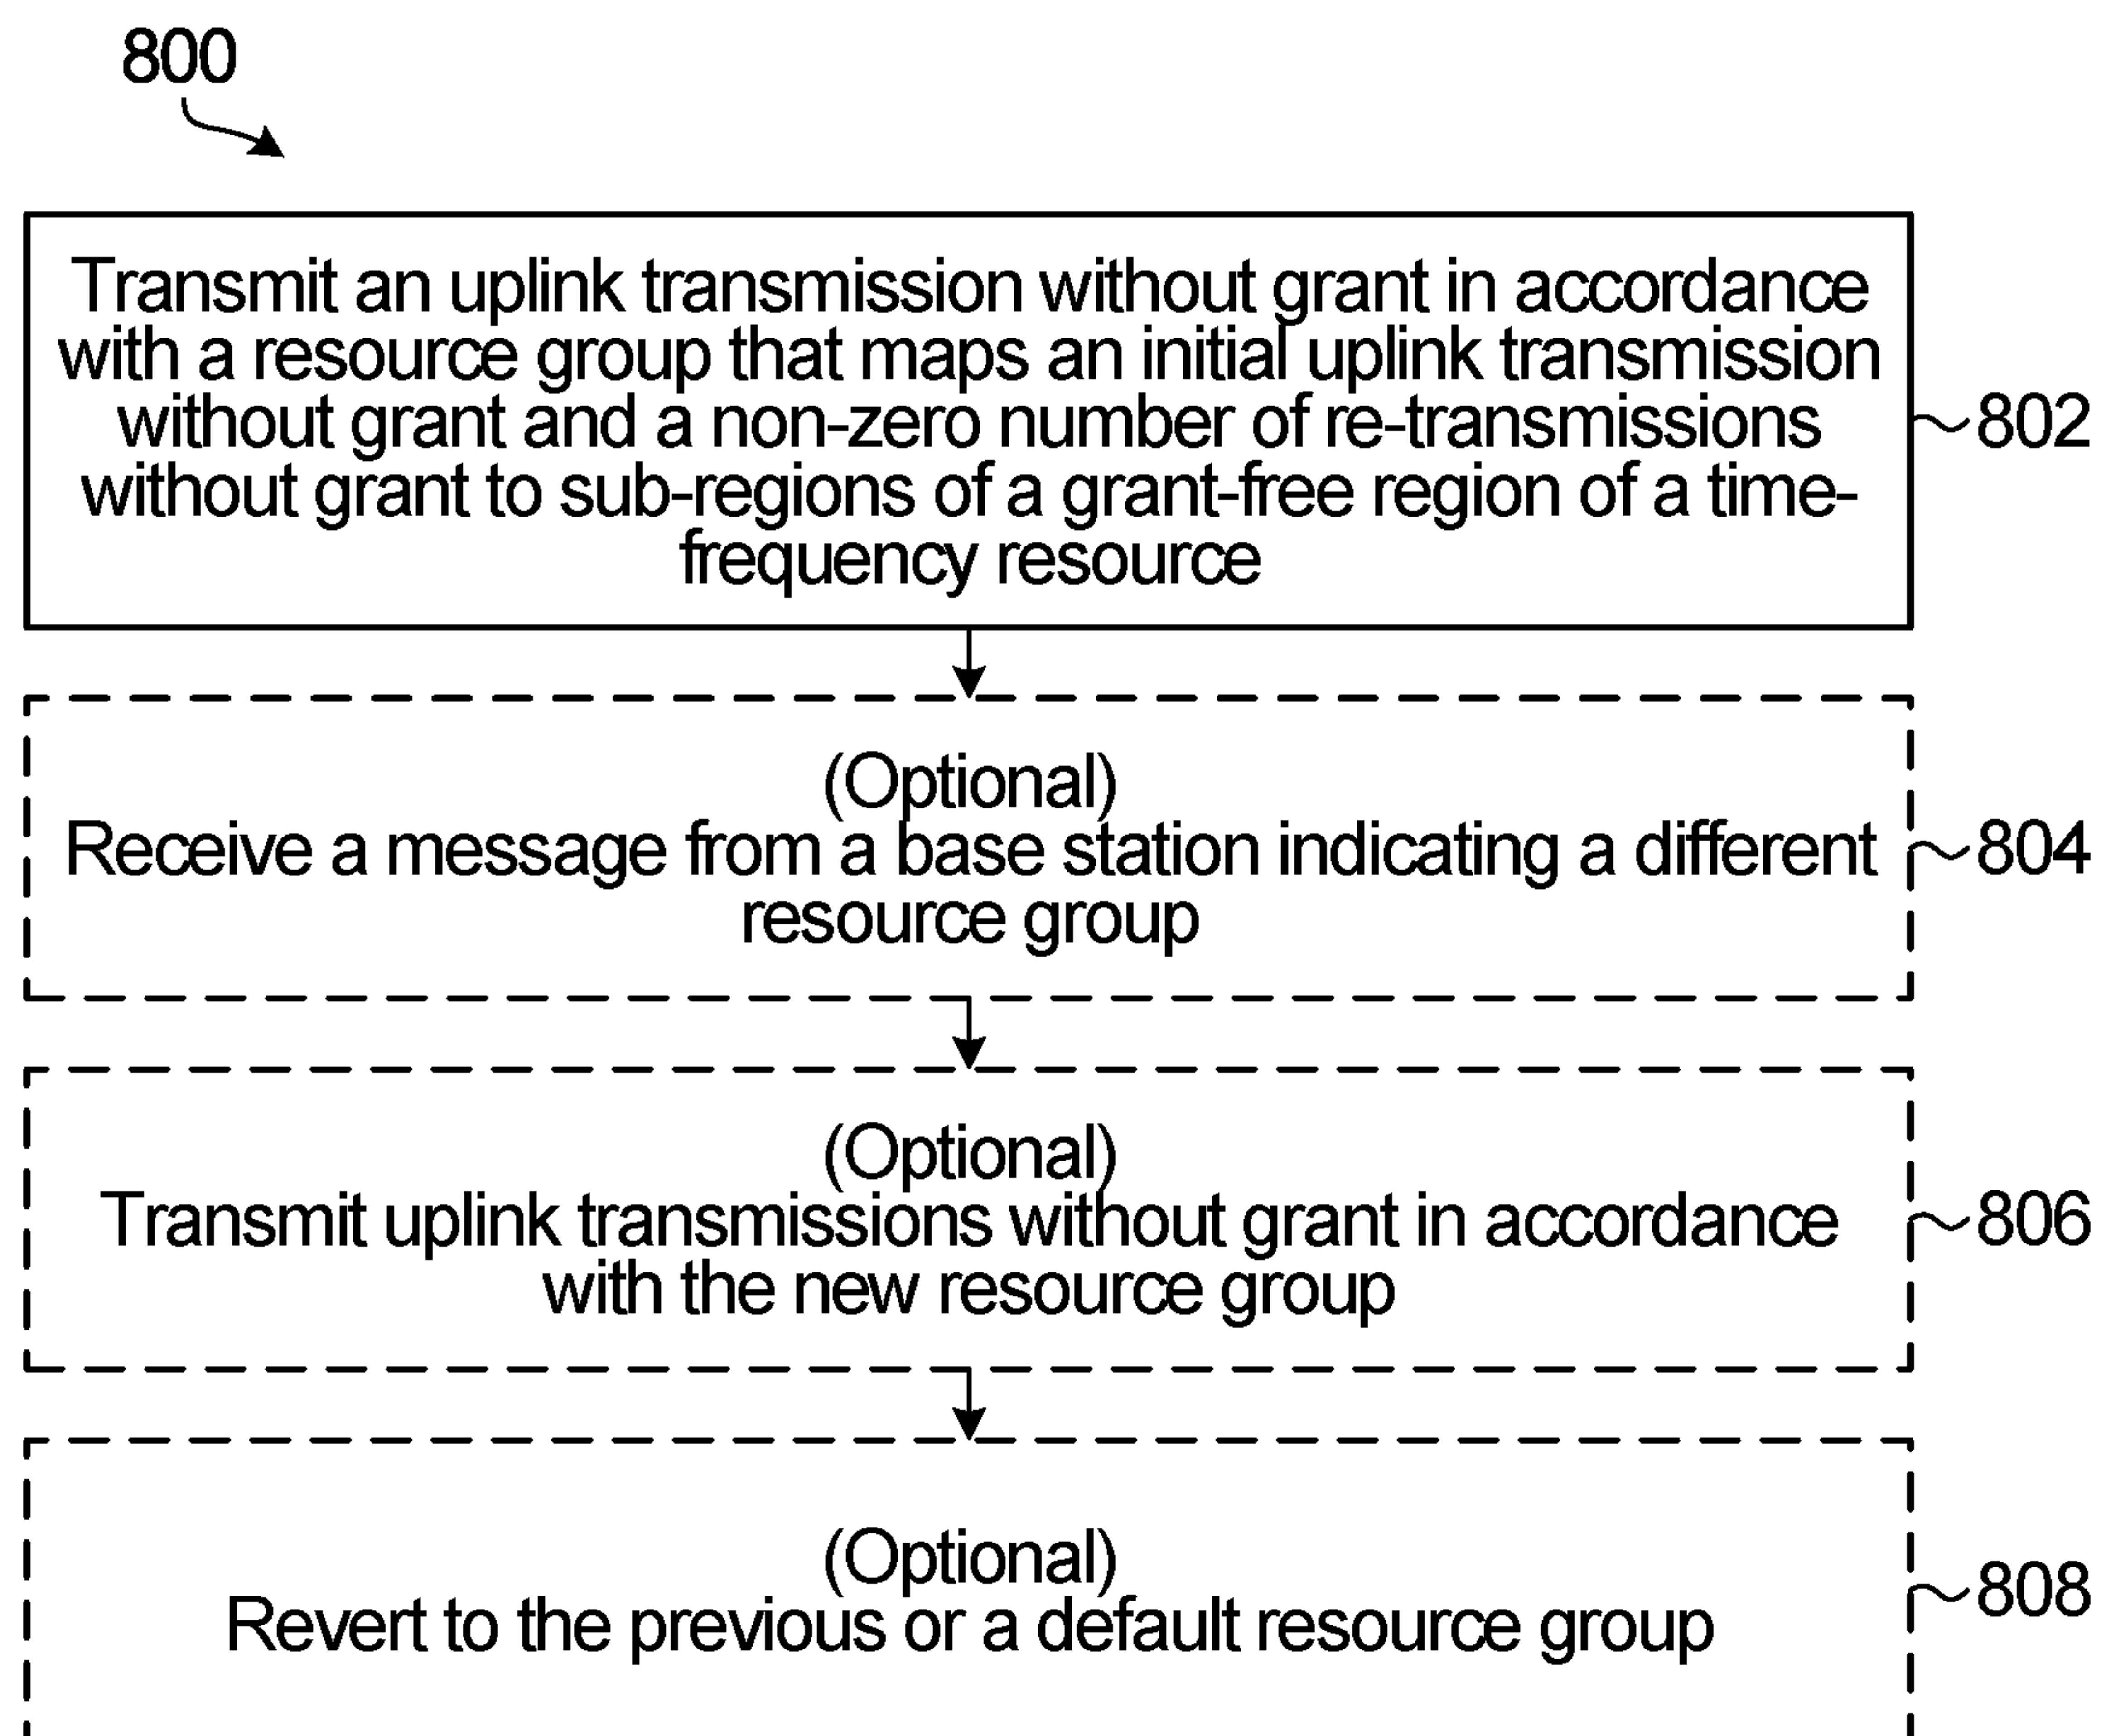 800
Transmit an uplink transmission without grant in accordance
with a resource group that maps an initial uplink transmission
without grant and a non-zero number of re-transmissions
without grant to sub-regions of a grant-free region of a time-
frequency resource
802
(Optional)
Receive a message from a base station indicating a different
resource group
804
(Optional)
Transmit uplink transmissions without grant in accordance
with the new resource group
806
(Optional)
Revert to the previous or a default resource group
808